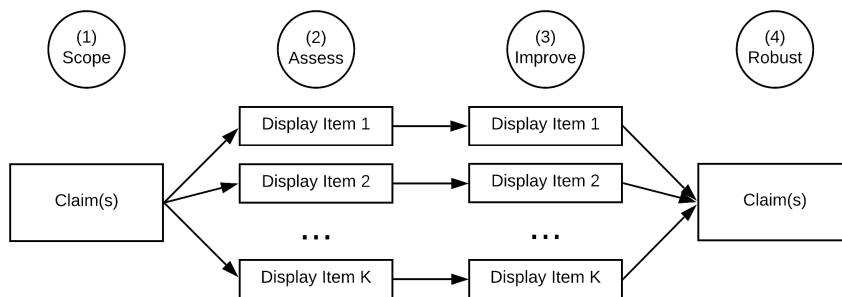 (1)
Scope
(2)
Assess
(3)
Improve
(4)
Robust
Claim(s)
Display Item 1
Display Item 2
...
Display Item K
Display Item 1
Display Item 2
...
Display Item K
Claim(s)